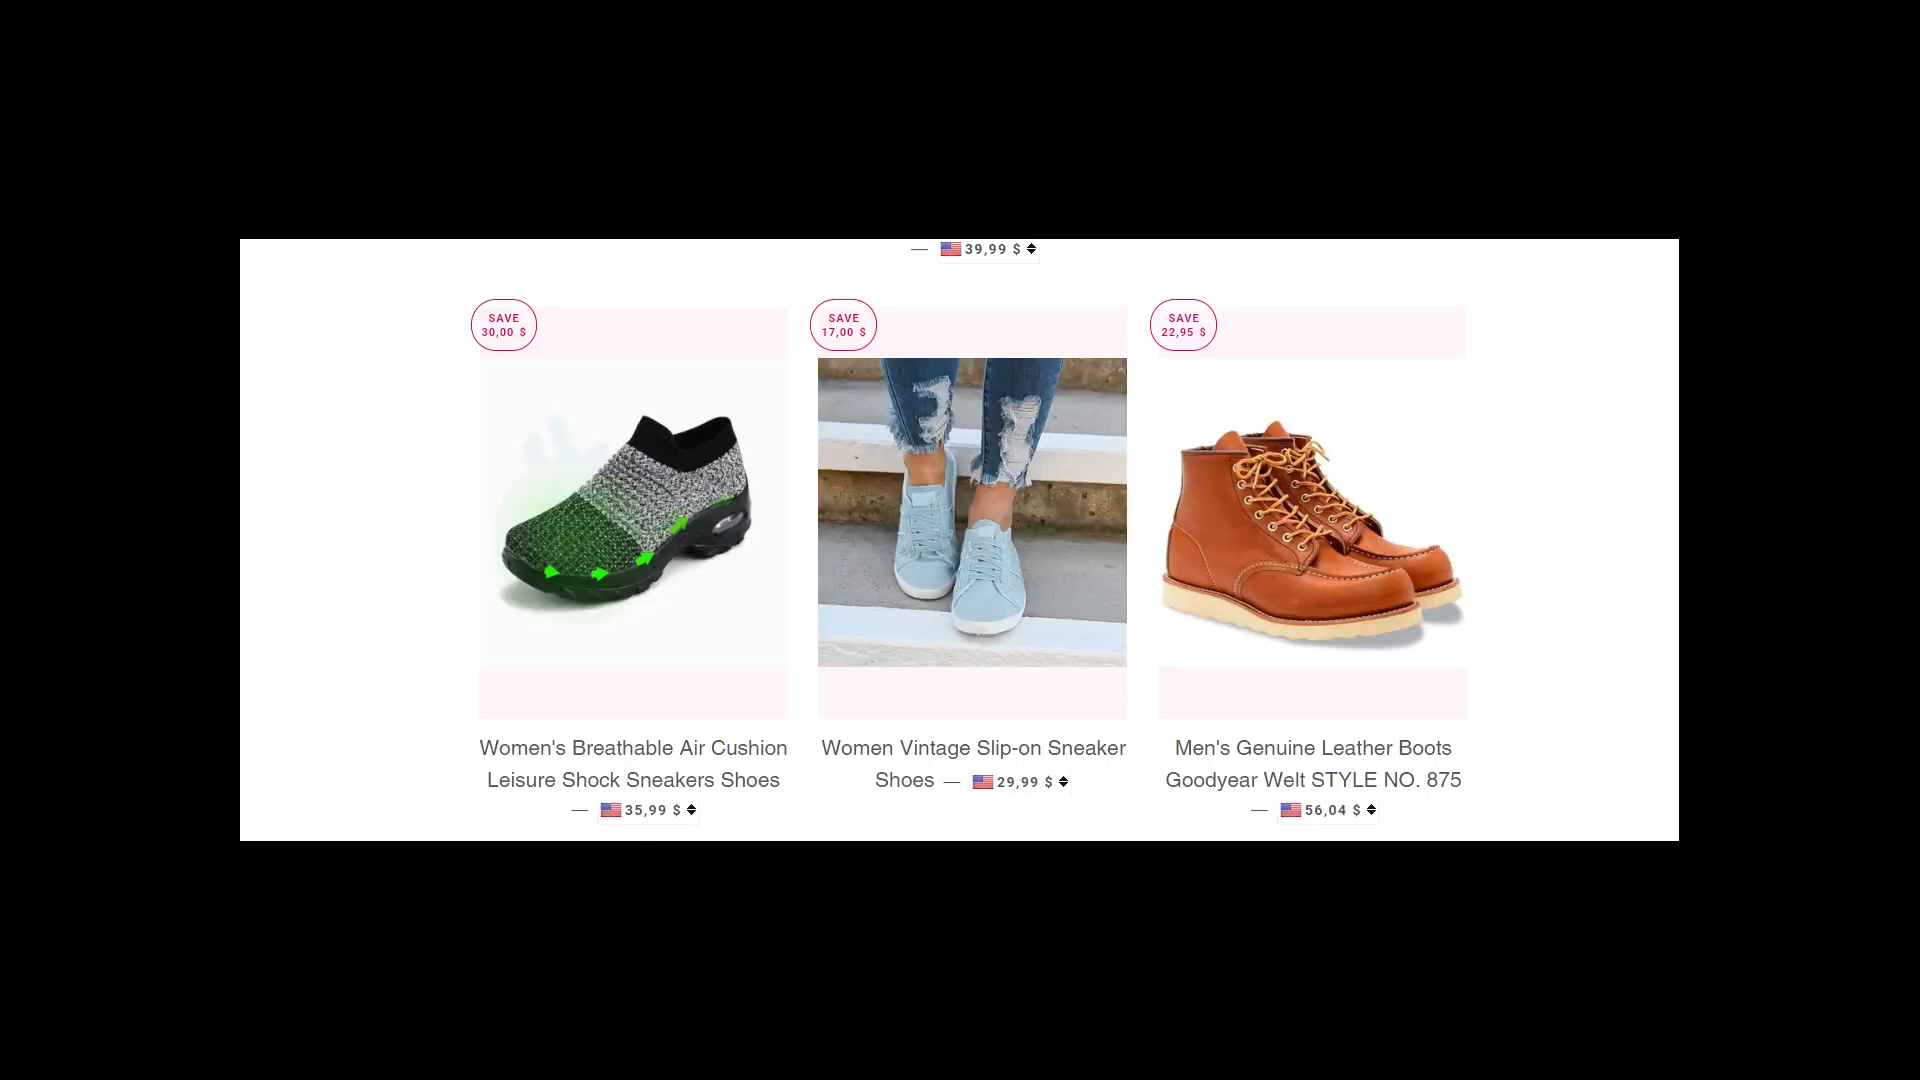 — 39,99 $
SAVE
30,00 $
SAVE
17,00 $
SAVE
22,95 $
Women's Breathable Air Cushion
Leisure Shock Sneakers Shoes
— 35,99 $
Women Vintage Slip-on Sneaker
Shoes — 29,99 $
Men's Genuine Leather Boots
Goodyear Welt STYLE NO. 875
— 56,04 $